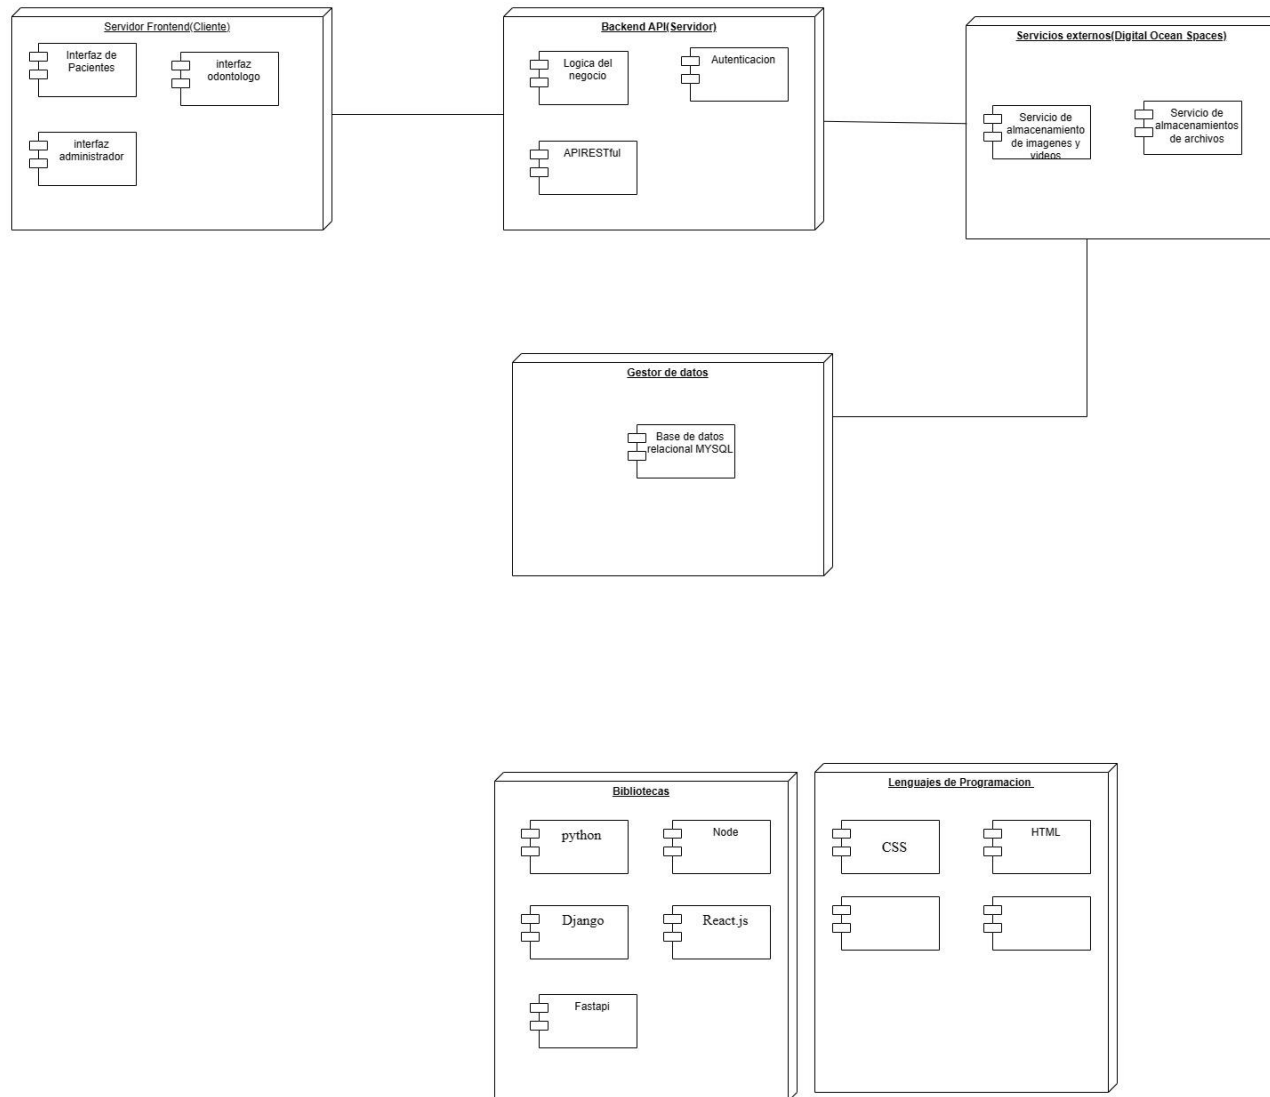 Servidor Frontend(Cliente)
Interfaz de
Pacientes
interfaz
odontologo
interfaz
administrador
Backend API(Servidor)
Logica del
negocio
Autenticacion
APIRESTful
Servicios externos(Digital Ocean Spaces)
Servicio de
almacenamiento
de imagenes y
videos
Servicio de
almacenamientos
de archivos
Gestor de datos
Base de datos
relacional MYSQL
Bibliotecas
python
Node
Django
React.js
Fastapi
Lenguajes de Programacion
CSS
HTML